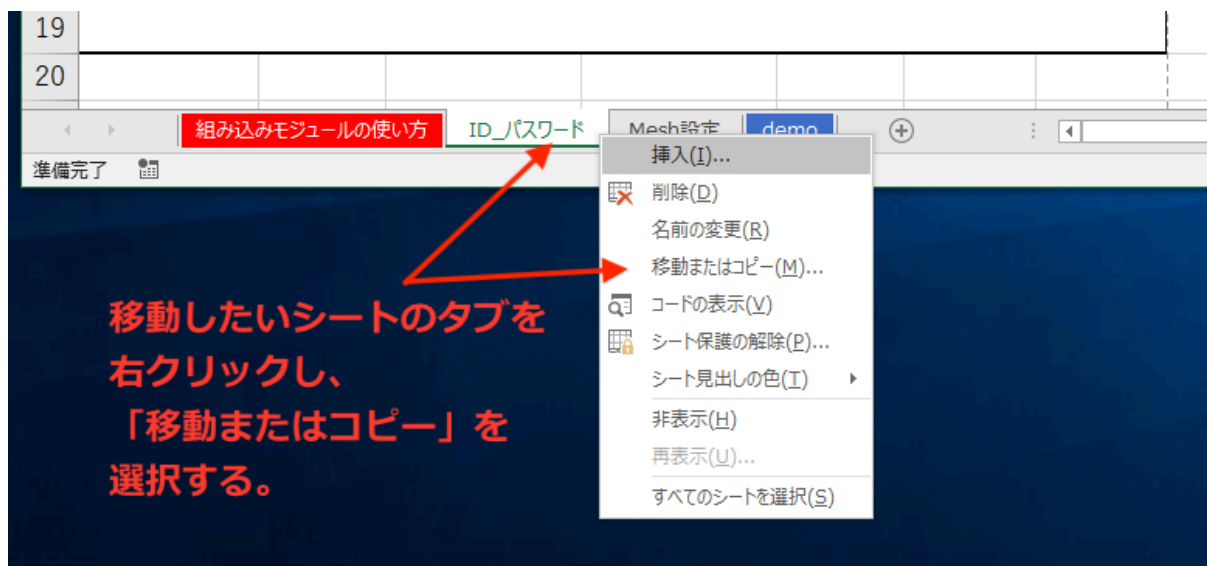 19
20
組み込みモジュールの使い方 ID_パスワード Mesh設定 demo
準備完了
挿入(I)...
削除(D)
名前の変更(R)
移動またはコピー(M)...
コードの表示(V)
シート保護の解除(P)...
シート見出しの色(T)
非表示(H)
再表示(U)...
すべてのシートを選択(S)
移動したいシートのタブを
右クリックし、
「移動またはコピー」を
選択する。